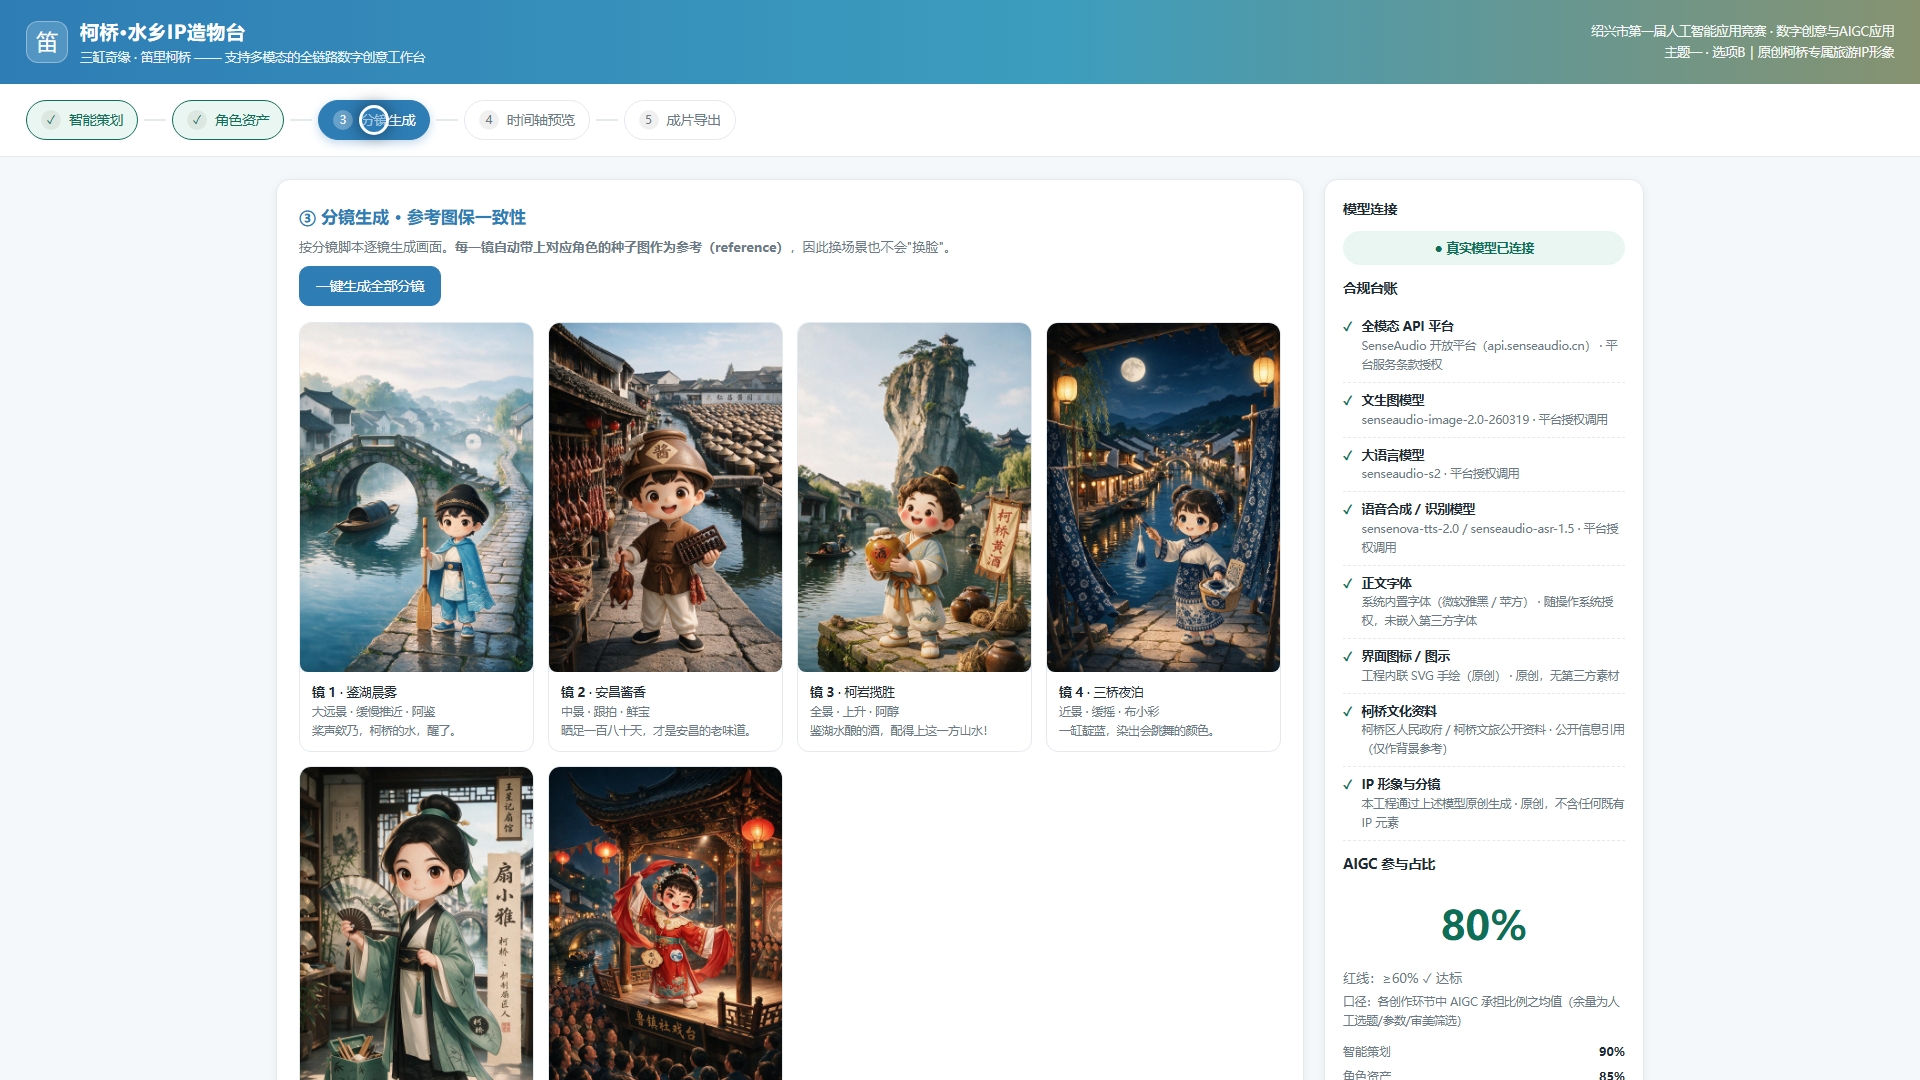 笛
柯桥·水乡IP造物台
三缸奇缘 · 笛里柯桥 —— 支持多模态的全链路数字创意工作台
绍兴市第一届人工智能应用竞赛 · 数字创意与AIGC应用
主题一 · 选项B | 原创柯桥专属旅游IP形象
✓ 智能策划
✓ 角色资产
3 分镜生成
4 时间轴预览
5 成片导出
③ 分镜生成 · 参考图保一致性
按分镜脚本逐镜生成画面。每一镜自动带上对应角色的种子图作为参考（reference），因此换场景也不会"换脸"。
一键生成全部分镜
酱
酒
柯桥黄酒
镜 1 · 鉴湖晨雾
大远景 · 缓慢推近 · 阿鉴
桨声欸乃，柯桥的水，醒了。
镜 2 · 安昌酱香
中景 · 跟拍 · 鲜宝
晒足一百八十天，才是安昌的老味道。
镜 3 · 柯岩揽胜
全景 · 上升 · 阿醇
鉴湖水酿的酒，配得上这一方山水！
镜 4 · 三桥夜泊
近景 · 缓摇 · 布小彩
一缸靛蓝，染出会跳舞的颜色。
王星记扇馆
扇小雅
柯桥
鲁镇社戏台
模型连接
● 真实模型已连接
合规台账
✓ 全模态 API 平台
SenseAudio 开放平台（api.senseaudio.cn） · 平
台服务条款授权
✓ 文生图模型
senseaudio-image-2.0-260319 · 平台授权调用
✓ 大语言模型
senseaudio-s2 · 平台授权调用
✓ 语音合成 / 识别模型
sensenova-tts-2.0 / senseaudio-asr-1.5 · 平台授
权调用
✓ 正文字体
系统内置字体（微软雅黑 / 苹方） · 随操作系统授
权，未嵌入第三方字体
✓ 界面图标 / 图示
工程内联 SVG 手绘（原创） · 原创，无第三方素材
✓ 柯桥文化资料
柯桥区人民政府 / 柯桥文旅公开资料 · 公开信息引用
（仅作背景参考）
✓ IP 形象与分镜
本工程通过上述模型原创生成 · 原创，不含任何既有
IP 元素
AIGC 参与占比
80%
红线：≥60% ✓ 达标
口径：各创作环节中 AIGC 承担比例之均值（余量为人
工选题/参数/审美筛选）
智能策划 90%
角色资产 85%